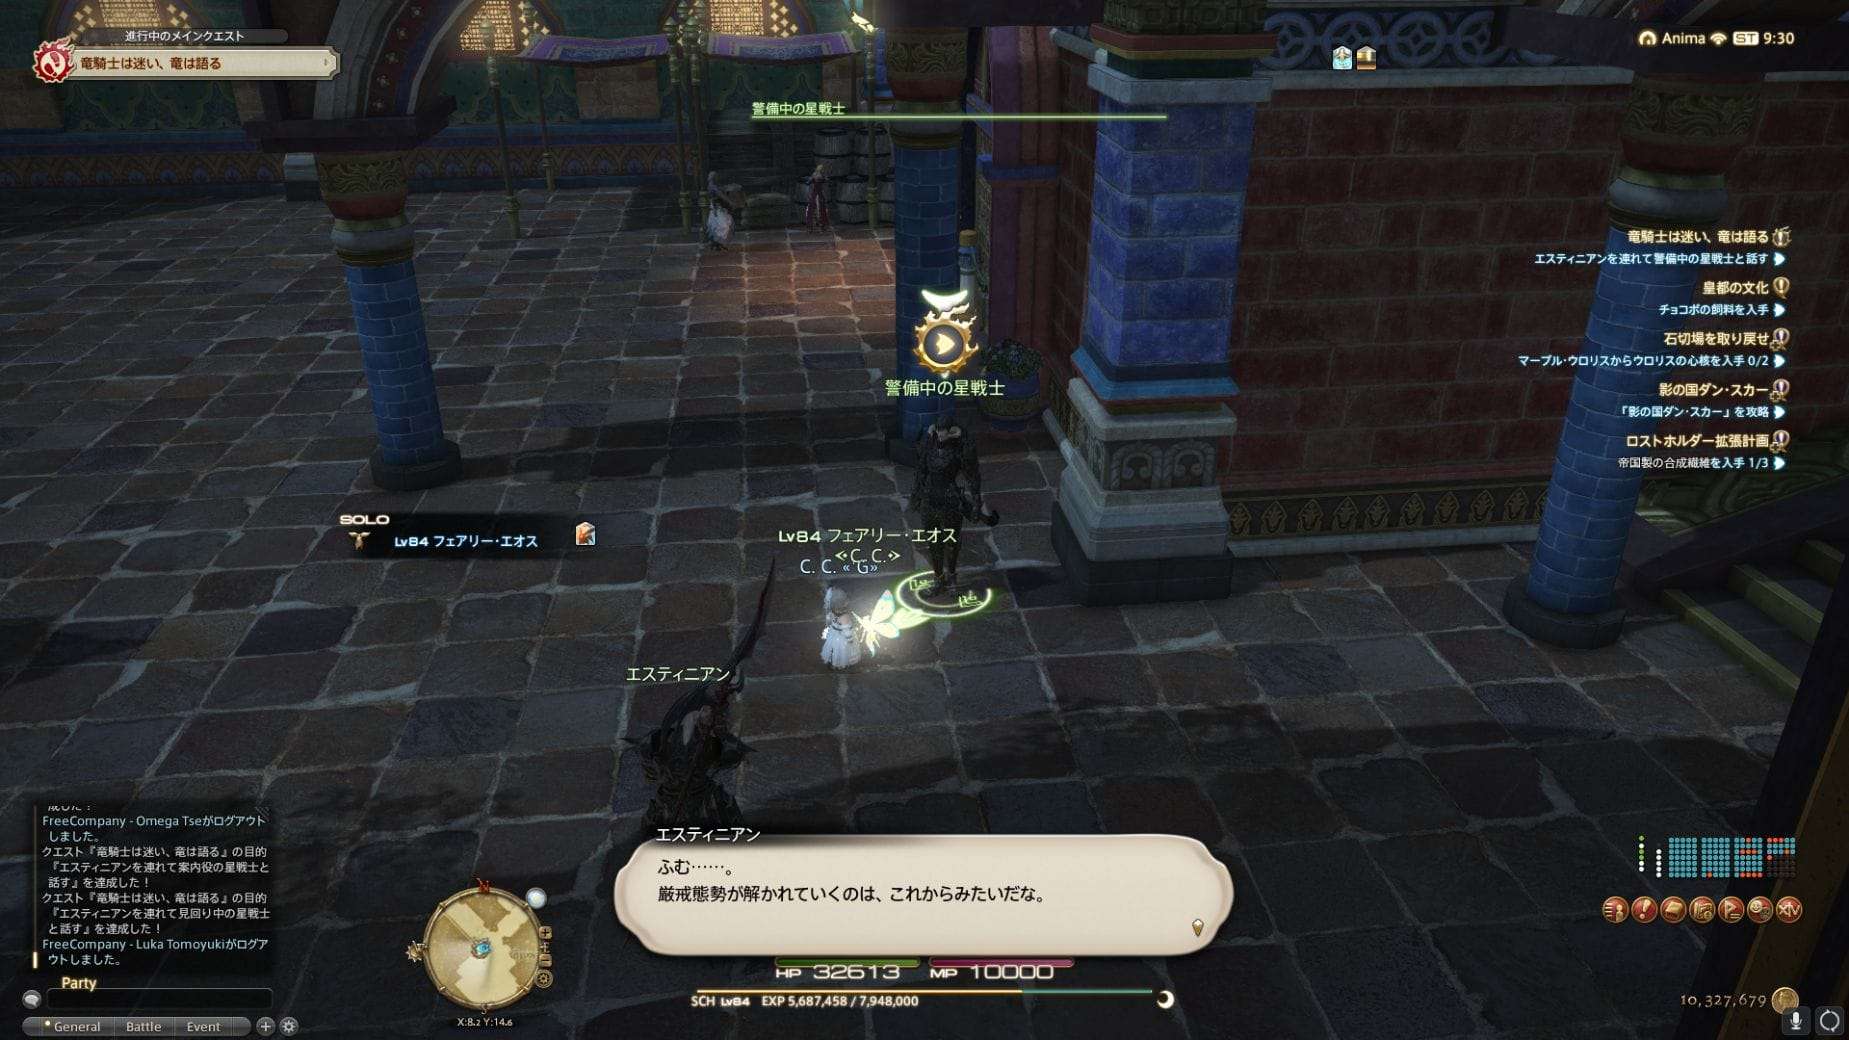 進行中のメインクエスト
竜騎士は迷い、竜は語る
Anima ST 9:30
警備中の星戦士
竜騎士は迷い、竜は語る
エスティニアンを連れて警備中の星戦士と話す
皇都の文化
チョコボの飼料を入手
石切場を取り戻せ
マーブル・ウロリスからウロリスの心核を入手 0/2
影の国ダン・スカー
「影の国ダン・スカー」を攻略
ロストホルダー拡張計画
帝国製の合成繊維を入手 1/3
警備中の星戦士
SOLO
Lv84 フェアリー・エオス
Lv84 フェアリー・エオス
<C. C.>
C. C. «G»
エスティニアン
エスティニアン
ふむ……。
厳戒態勢が解かれていくのは、これからみたいだな。
成した！
FreeCompany - Omega Tseがログアウト
しました。
クエスト『竜騎士は迷い、竜は語る』の目的
『エスティニアンを連れて案内役の星戦士と
話す』を達成した！
クエスト『竜騎士は迷い、竜は語る』の目的
『エスティニアンを連れて見回り中の星戦士
と話す』を達成した！
FreeCompany - Luka Tomoyukiがログア
ウトしました。
Party
General Battle Event
N
X:8.2 Y:14.6
HP 32613 MP 10000
SCH Lv84 EXP 5,687,458 / 7,948,000
XIV
10,327,679